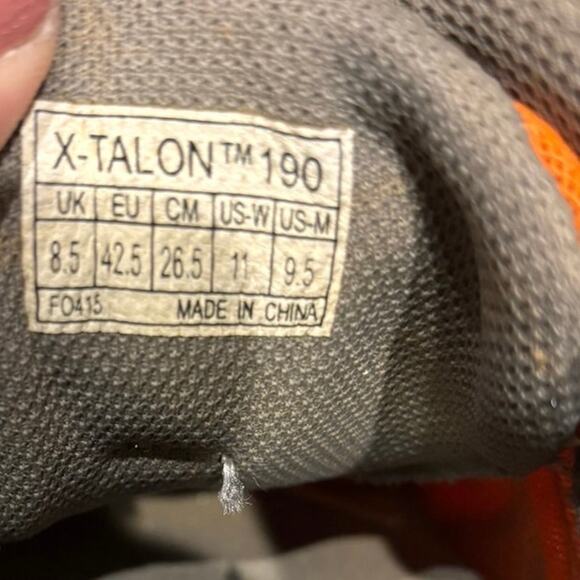 X-TALON™ 190
UK EU CM US-W US-M
8.5 42.5 26.5 11 9.5
FO415 MADE IN CHINA